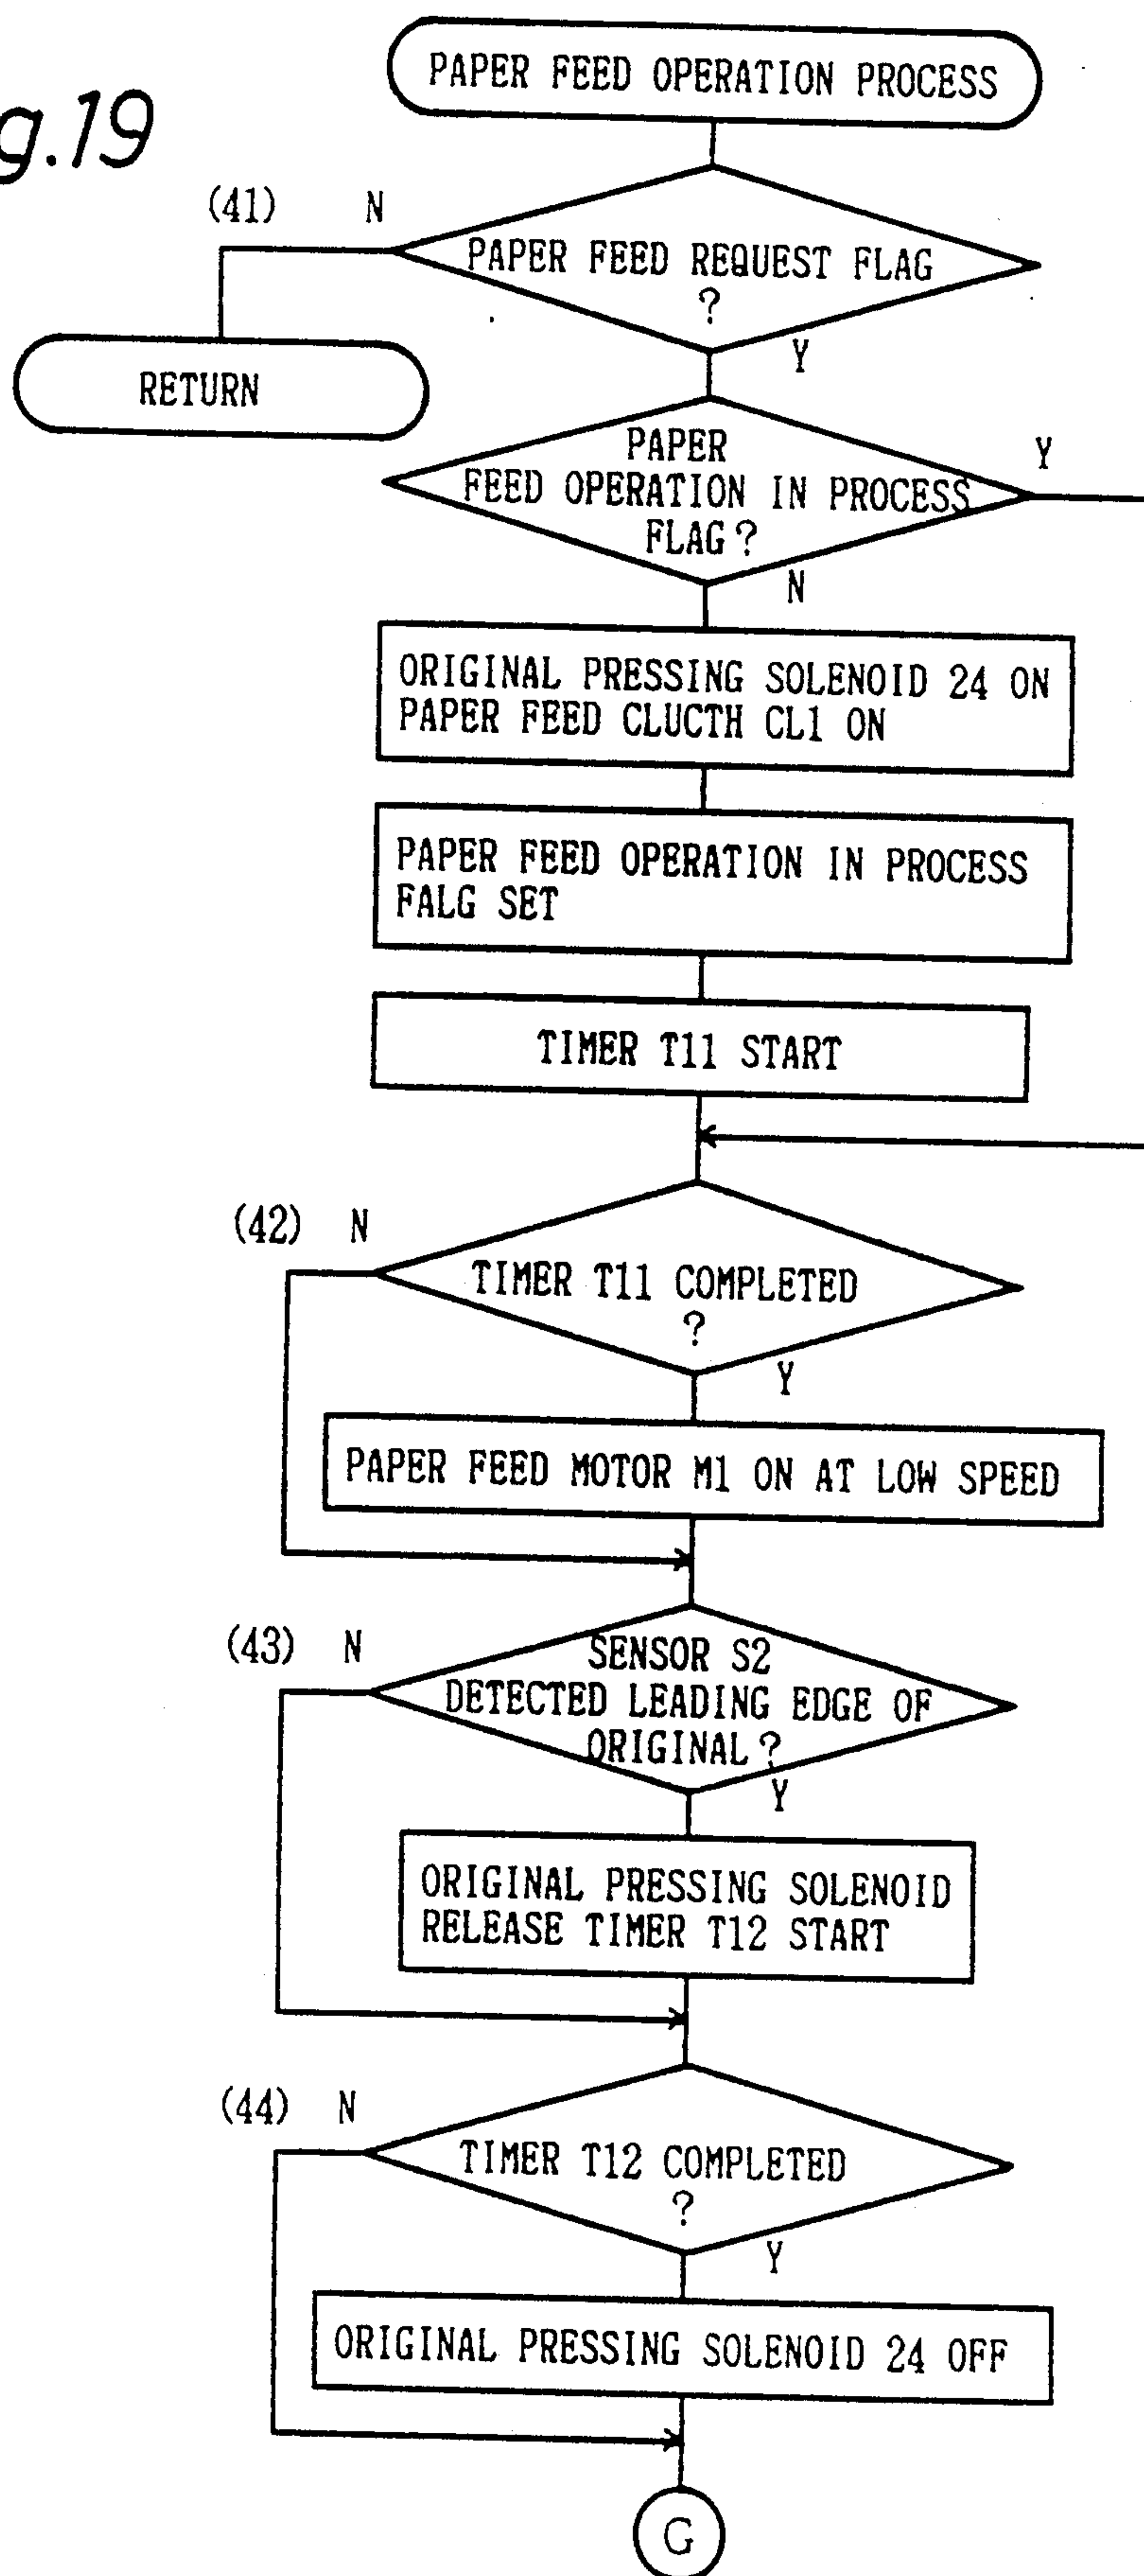 g.19
PAPER FEED OPERATION PROCESS
(41) N
PAPER FEED REQUEST FLAG
?
Y
RETURN
PAPER
FEED OPERATION IN PROCESS
FLAG?
Y
N
ORIGINAL PRESSING SOLENOID 24 ON
PAPER FEED CLUCTH CL1 ON
PAPER FEED OPERATION IN PROCESS
FALG SET
TIMER T11 START
(42) N
TIMER T11 COMPLETED
?
Y
PAPER FEED MOTOR M1 ON AT LOW SPEED
(43) N
SENSOR S2
DETECTED LEADING EDGE OF
ORIGINAL?
Y
ORIGINAL PRESSING SOLENOID
RELEASE TIMER T12 START
(44) N
TIMER T12 COMPLETED
?
Y
ORIGINAL PRESSING SOLENOID 24 OFF
G